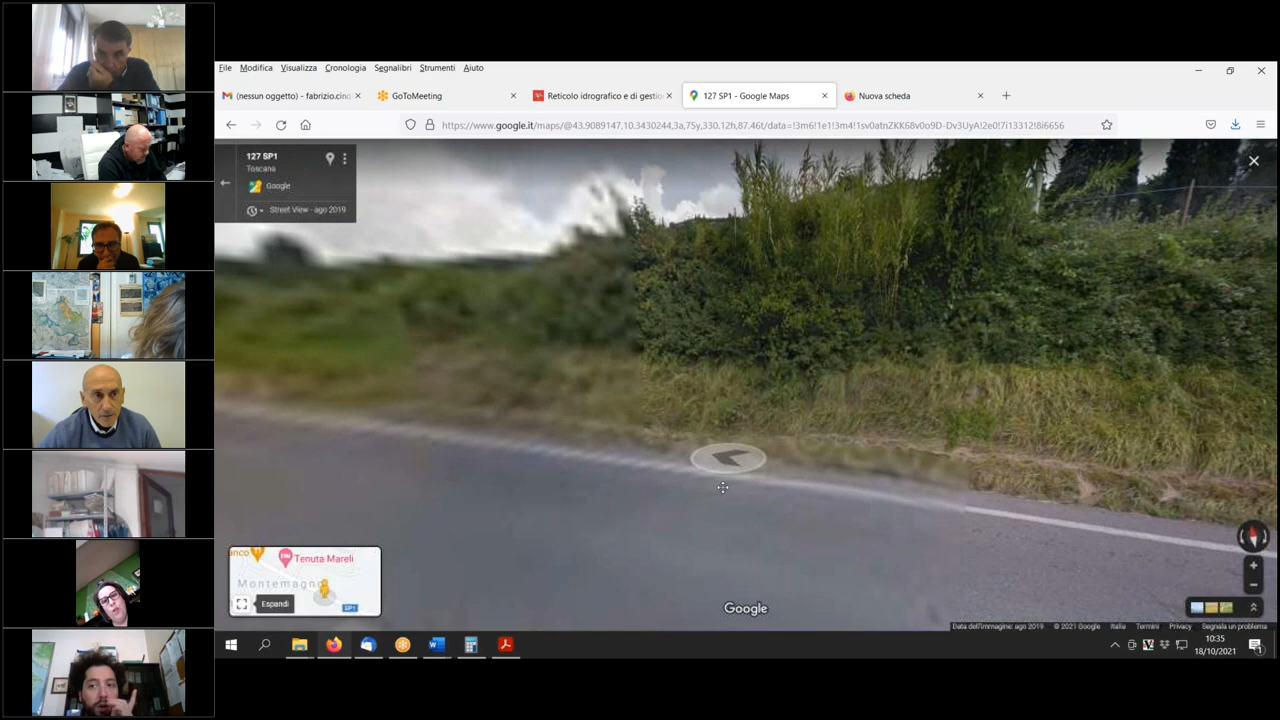 File Modifica Visualizza Cronologia Segnalibri Strumenti Aiuto
(nessun oggetto) - fabrizio.cinq
GoToMeeting
Reticolo idrografico e di gestio
127 SP1 - Google Maps
Nuova scheda
https://www.google.it/maps/@43.9089147,10.3430244,3a,75y,330.12h,87.46t/data=!3m6!1e1!3m4!1sv0atnZKK68v0o9D-Dv3UyA!2e0!7i13312!8i6656
127 SP1
Toscana
Google
Street View - ago 2019
Tenuta Mareli
Montemagno
SP1
Espandi
Google
Data dell'immagine: ago 2019 © 2021 Google Italia Termini Privacy Segnala un problema
10:35
18/10/2021
1